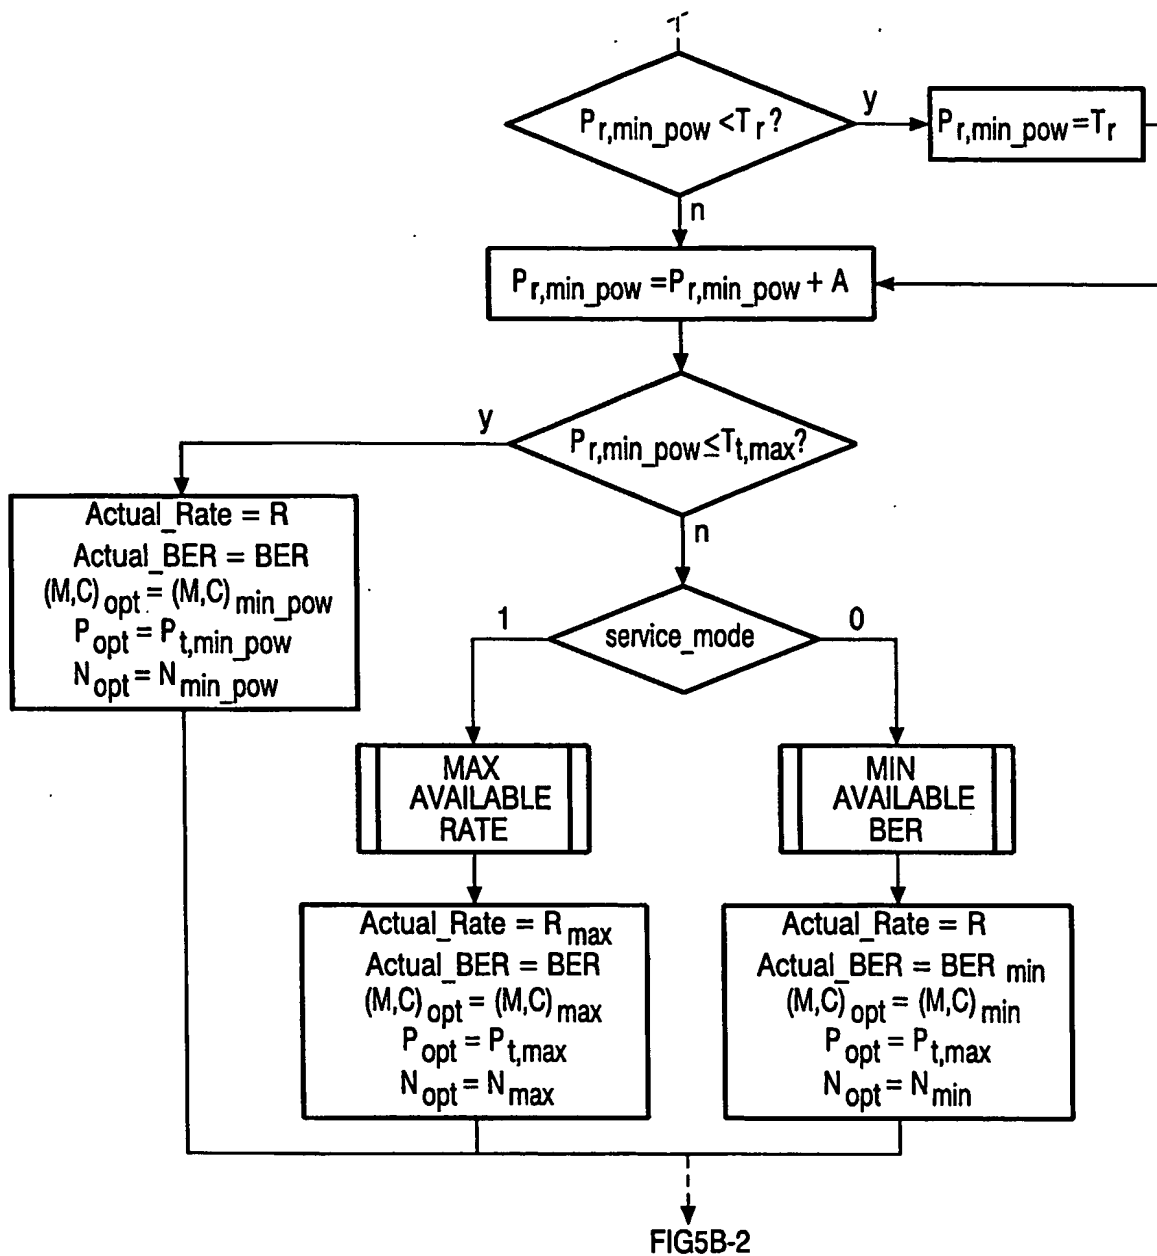 P r,min_pow <T r ?
y
P r,min_pow =T r
n
P r,min_pow =P r,min_pow + A
y
P r,min_pow ≤T t,max ?
n
Actual_Rate = R
Actual_BER = BER
(M,C) opt = (M,C) min_pow
P opt = P t,min_pow
N opt = N min_pow
1
service_mode
0
MAX
AVAILABLE
RATE
MIN
AVAILABLE
BER
Actual_Rate = R max
Actual_BER = BER
(M,C) opt = (M,C) max
P opt = P t,max
N opt = N max
Actual_Rate = R
Actual_BER = BER min
(M,C) opt = (M,C) min
P opt = P t,max
N opt = N min
FIG5B-2